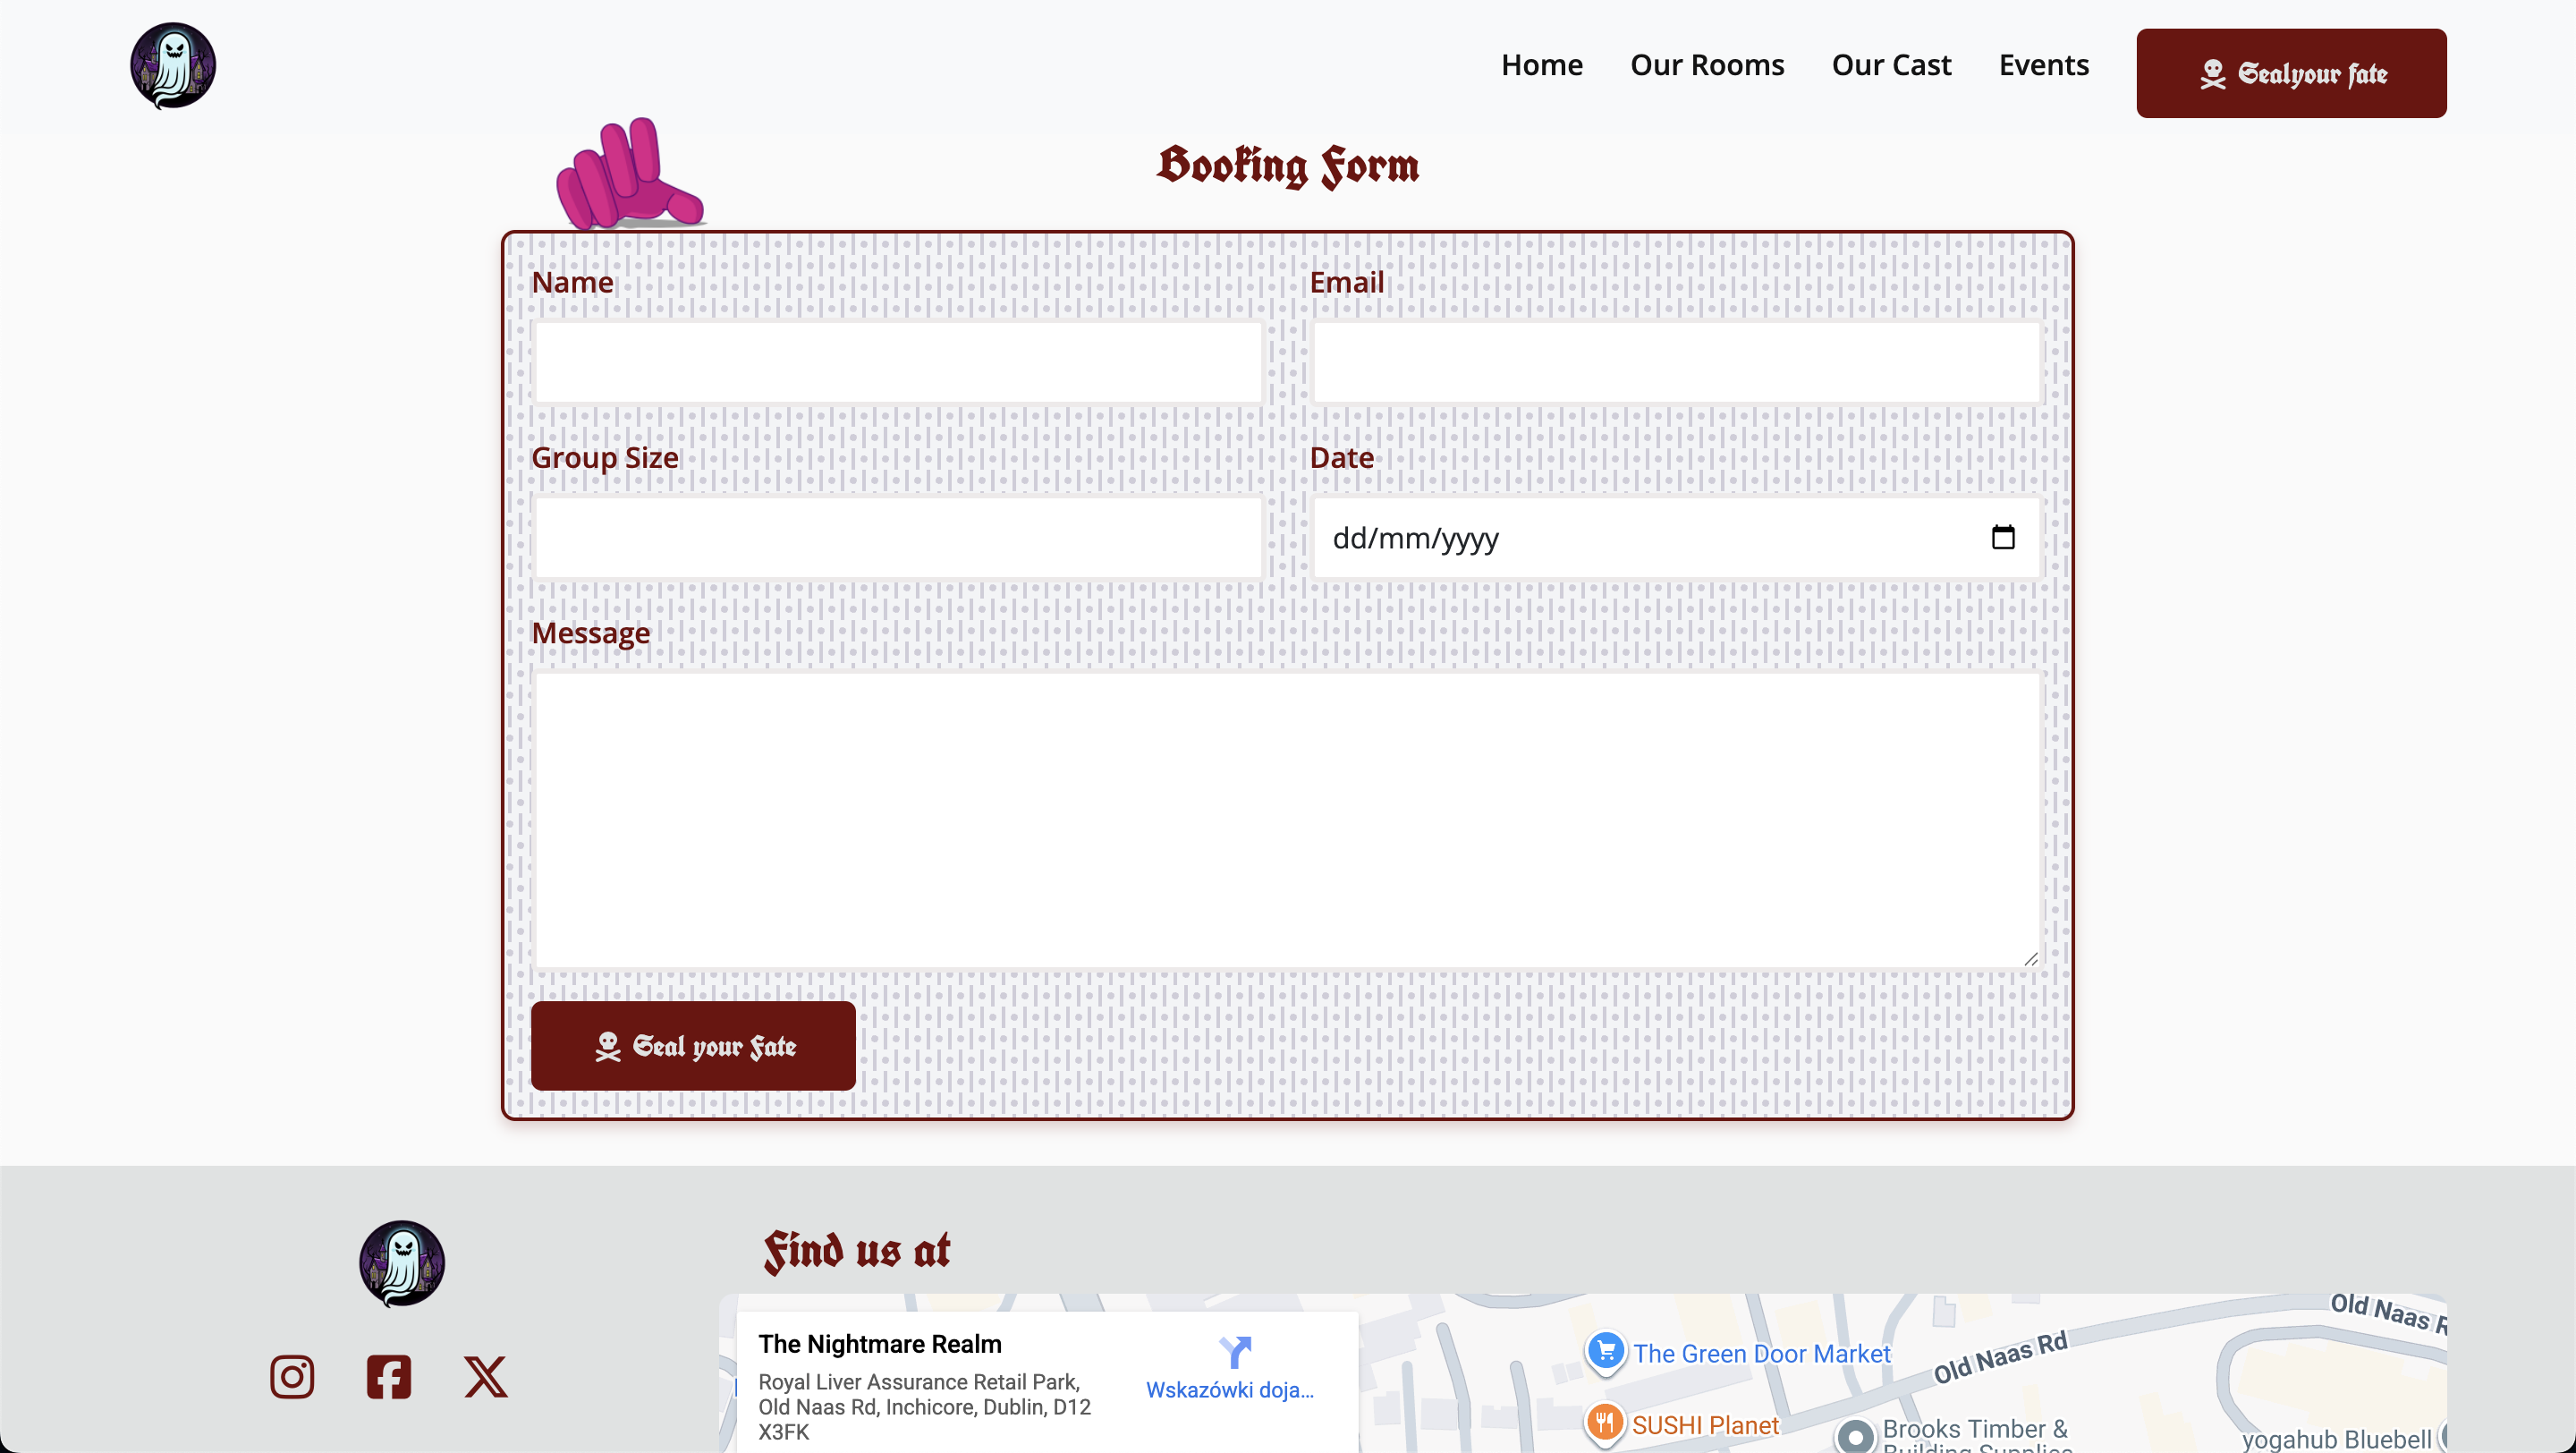 Home
Our Rooms
Our Cast
Events
Sealyour fate
Booking Form
Name
Email
Group Size
Date
dd/mm/yyyy
Message
Seal your Fate
Find us at
The Nightmare Realm
Royal Liver Assurance Retail Park,
Old Naas Rd, Inchicore, Dublin, D12
X3FK
Wskazówki doja...
The Green Door Market
SUSHI Planet
Old Naas Rd
Old Naas R
Brooks Timber &
Building Supplies
yogahub Bluebell